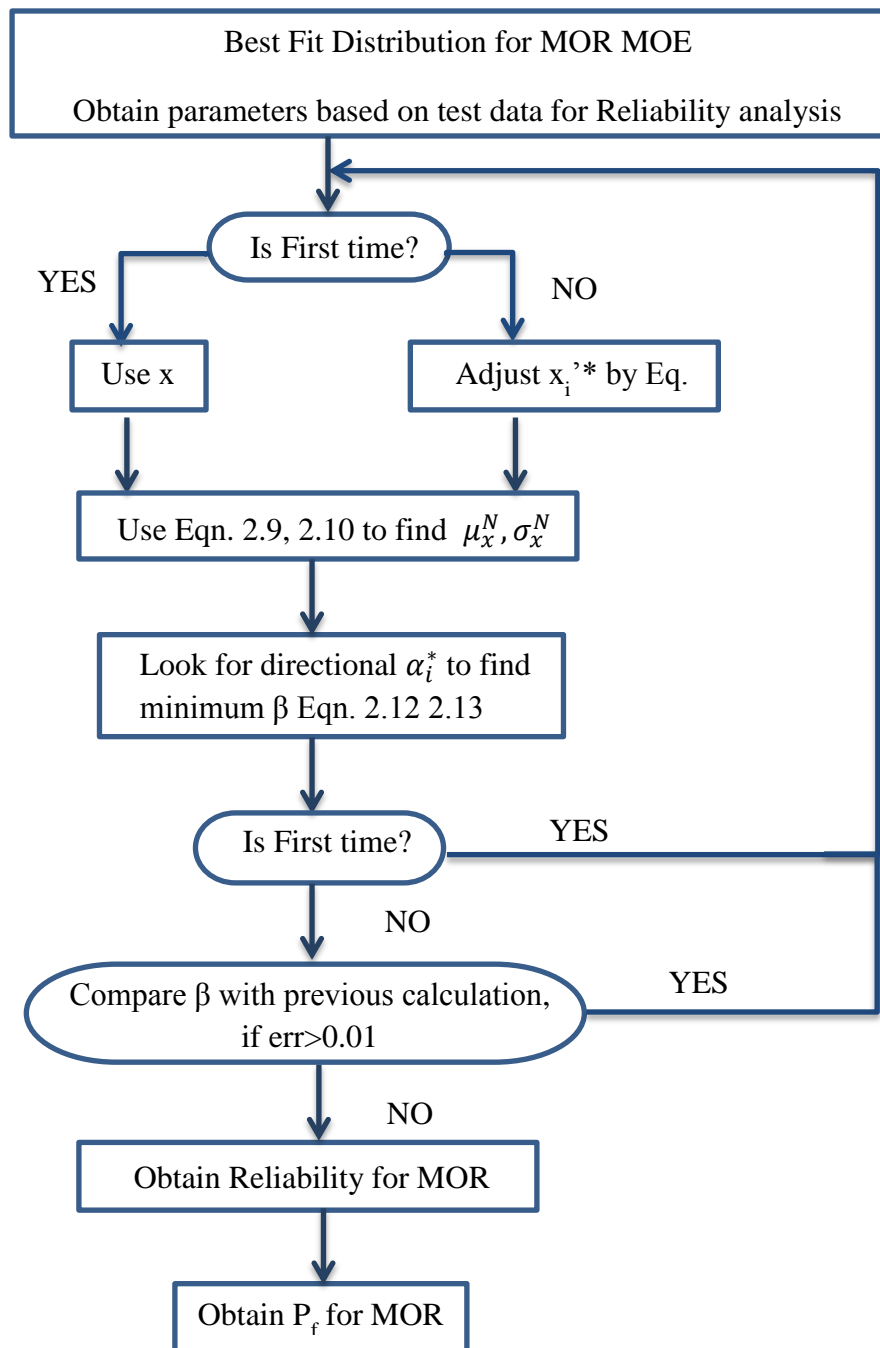 Best Fit Distribution for MOR MOE
Obtain parameters based on test data for Reliability analysis
Is First time?
YES
NO
Use x
Adjust xᵢ’* by Eq.
Use Eqn. 2.9, 2.10 to find 𝜇ₓᴺ, 𝜎ₓᴺ
Look for directional 𝛼ᵢ* to find
minimum β Eqn. 2.12 2.13
Is First time?
YES
NO
Compare β with previous calculation,
if err>0.01
YES
NO
Obtain Reliability for MOR
Obtain P_f for MOR